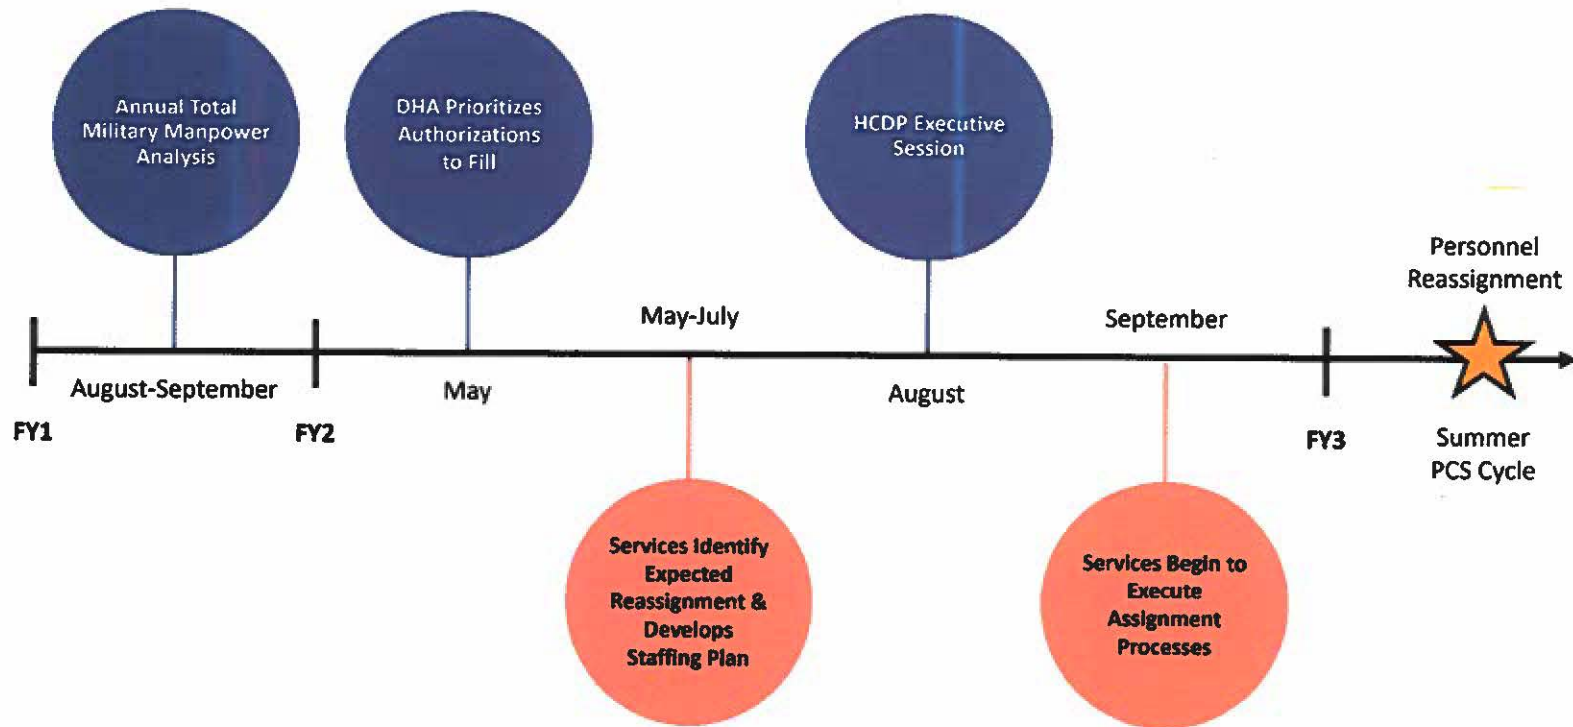 Annual Total
Military Manpower
Analysis
DHA Prioritizes
Authorizations
to Fill
HCDP Executive
Session
Personnel
Reassignment
May-July
September
August-September
May
August
FY1
FY2
FY3
Summer
PCS Cycle
Services Identify
Expected
Reassignment &
Develops
Staffing Plan
Services Begin to
Execute
Assignment
Processes